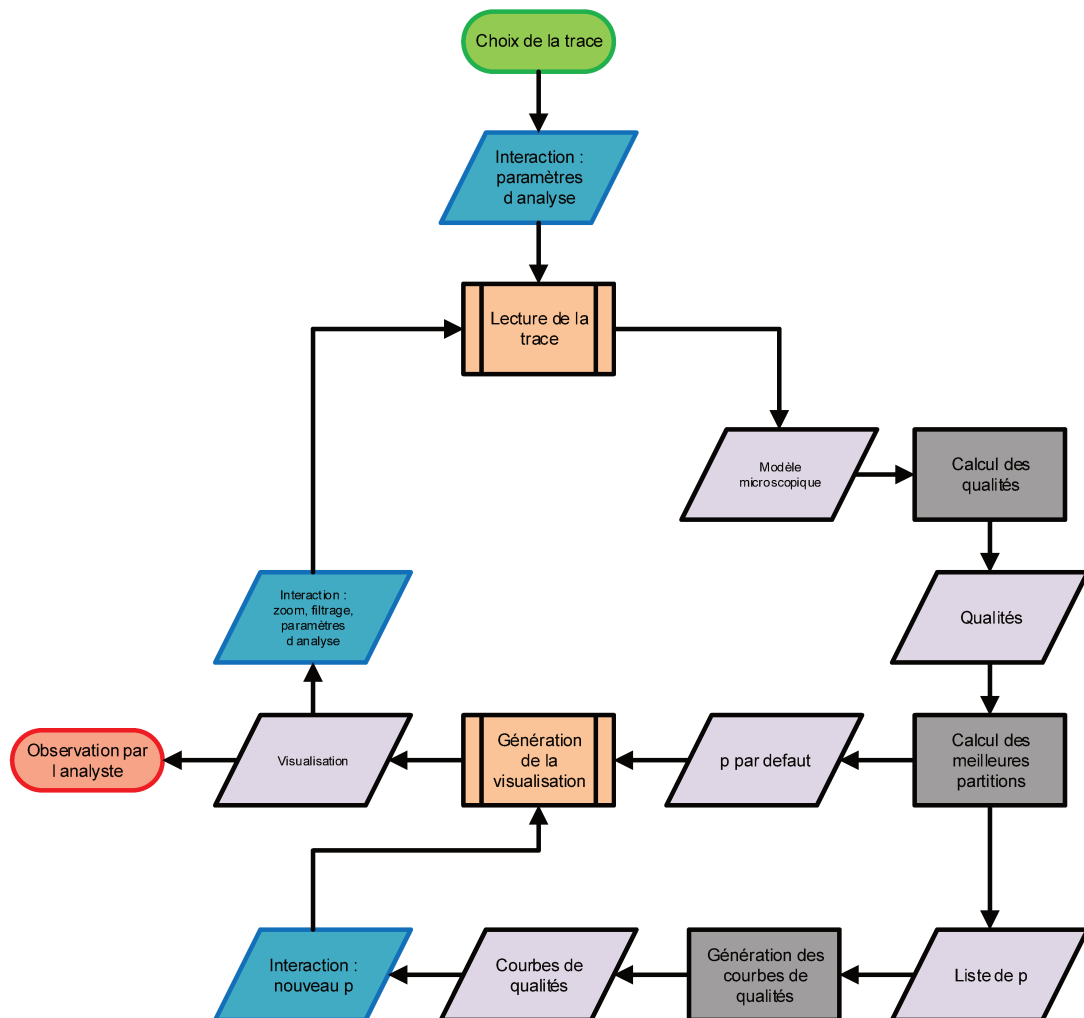 Choix de la trace
Interaction :
paramètres
d analyse
Lecture de la
trace
Modèle
microscopique
Calcul des
qualités
Interaction :
zoom, filtrage,
paramètres
d analyse
Qualités
Observation par
l analyste
Visualisation
Génération
de la
visualisation
p par defaut
Calcul des
meilleures
partitions
Interaction :
nouveau p
Courbes de
qualités
Génération des
courbes de
qualités
Liste de p